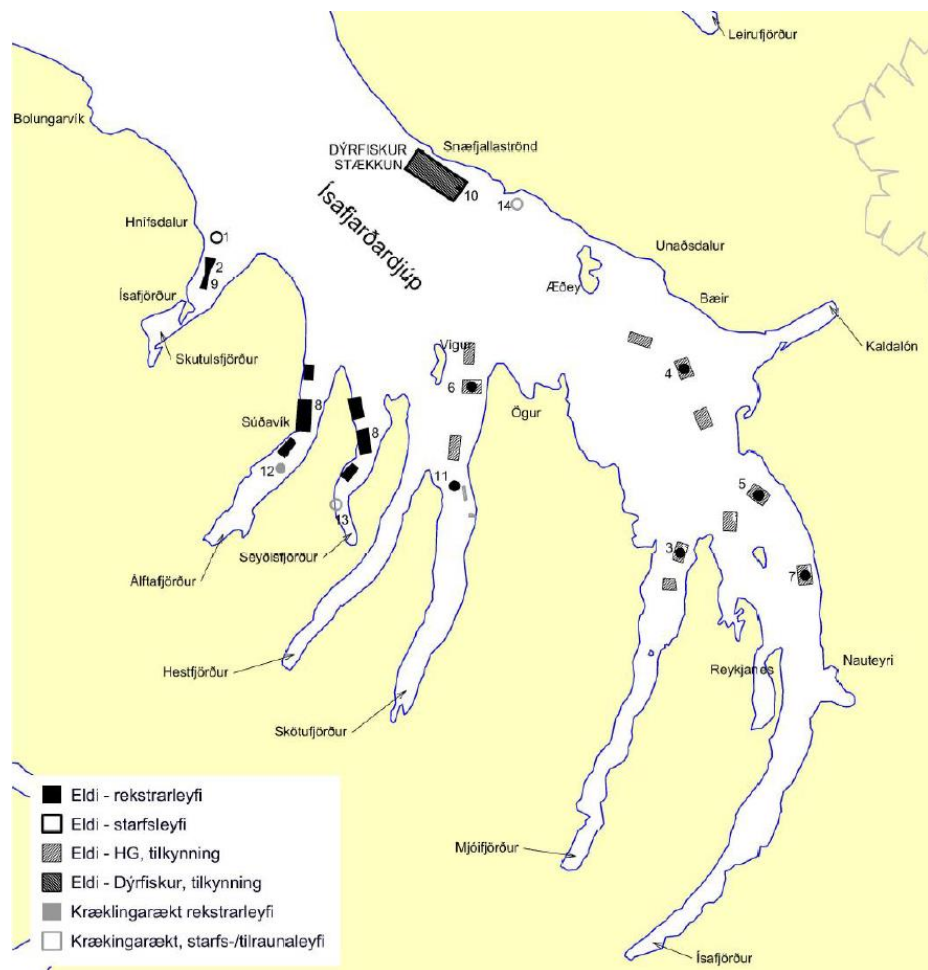 Leirufjörður
Bolungarvík
DÝRFISKUR
STÆKKUN
Snæfjallaströnd
10
14
Ísafjarðardjúp
Hnífsdalur
1
2
9
Unaðsdalur
Æðey
Ísafjörður
Bæir
Skutulsfjörður
Kaldalón
Vigur
4
6
Ögur
8
Súðavík
8
12
11
5
13
Seyðisfjörður
3
7
Álftafjörður
Hestfjörður
Reykjanes
Nauteyri
Skötufjörður
Mjóifjörður
Ísafjörður
Eldi - rekstrarleyfi
Eldi - starfsleyfi
Eldi - HG, tilkynning
Eldi - Dýrfiskur, tilkynning
Kræklingarækt rekstrarleyfi
Krækingarækt, starfs-/tilraunaleyfi